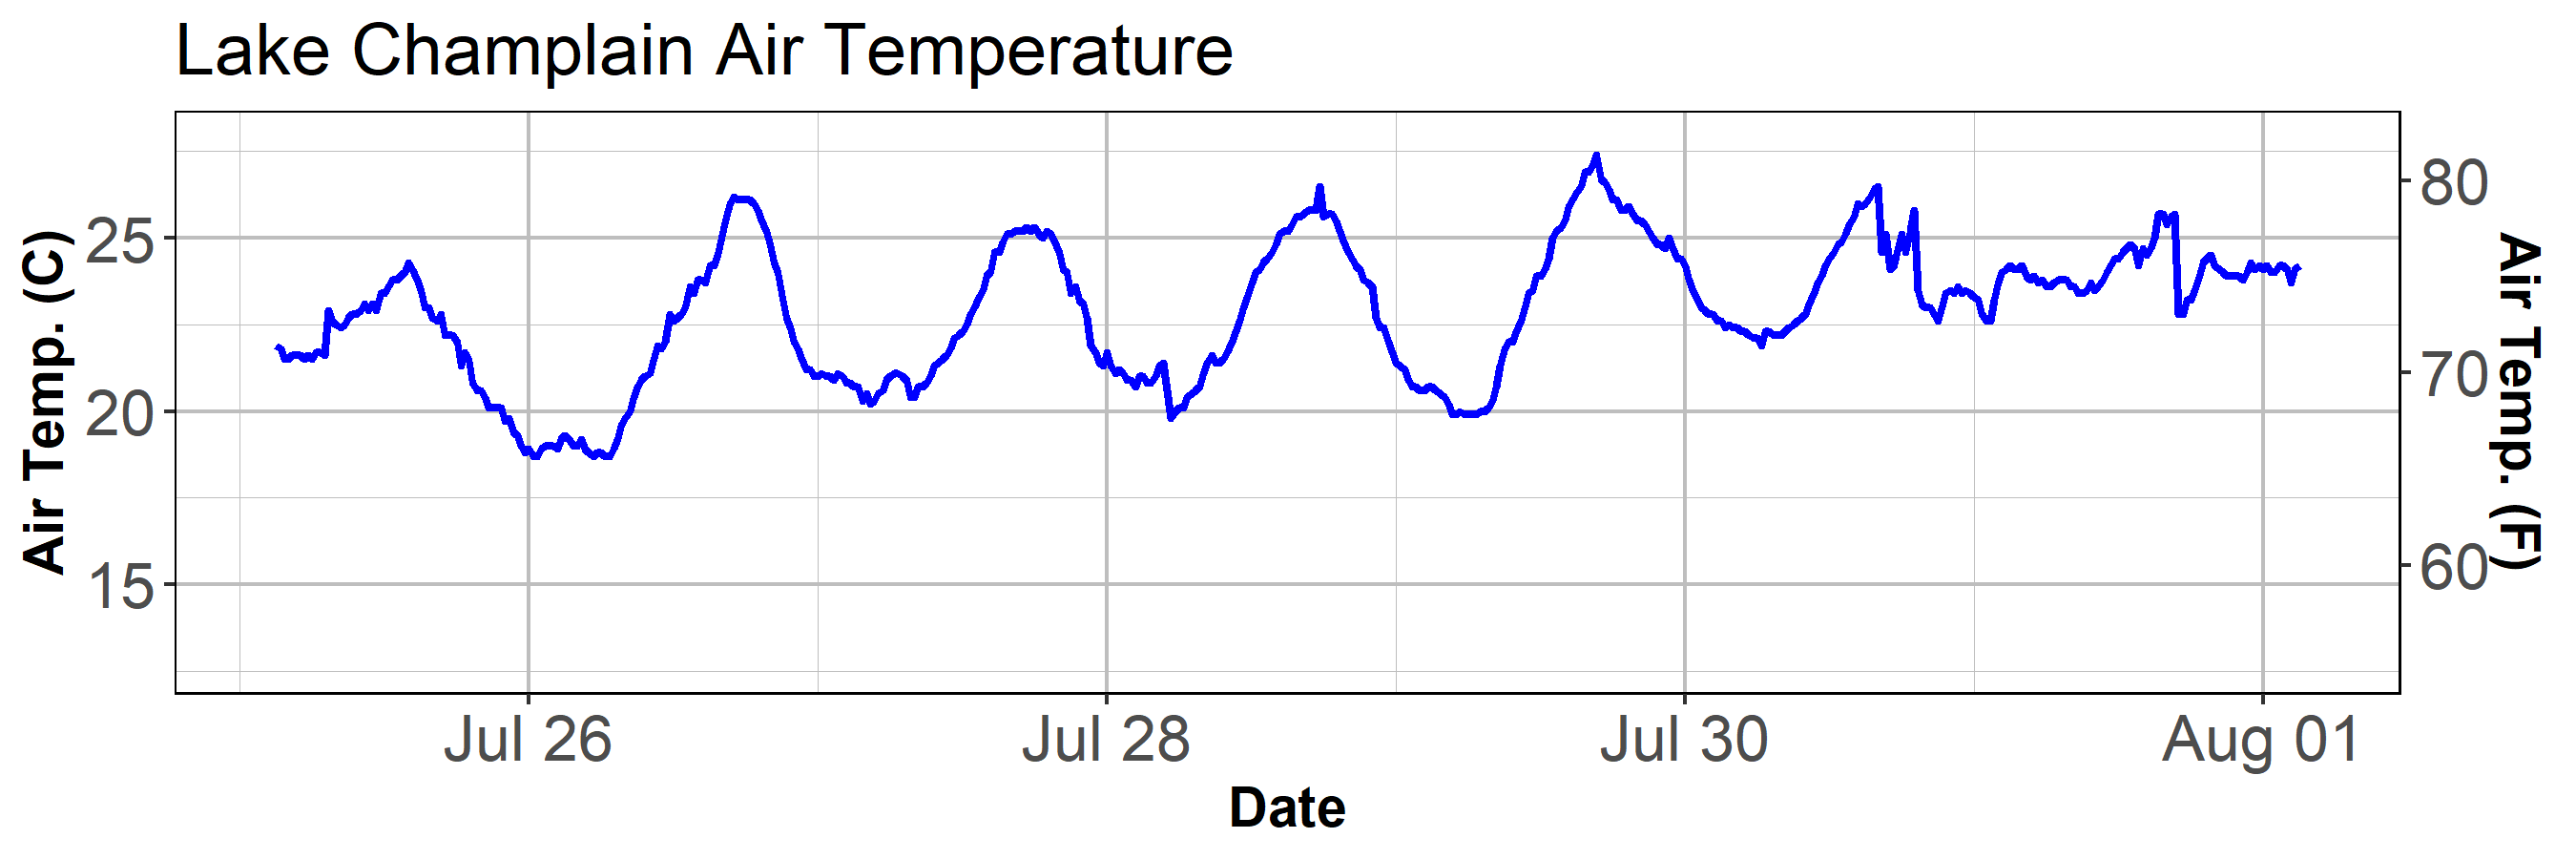 Lake Champlain Air Temperature
Air Temp. (C)
25
20
15
80
70
60
Air Temp. (F)
Jul 26 Jul 28 Jul 30 Aug 01
Date